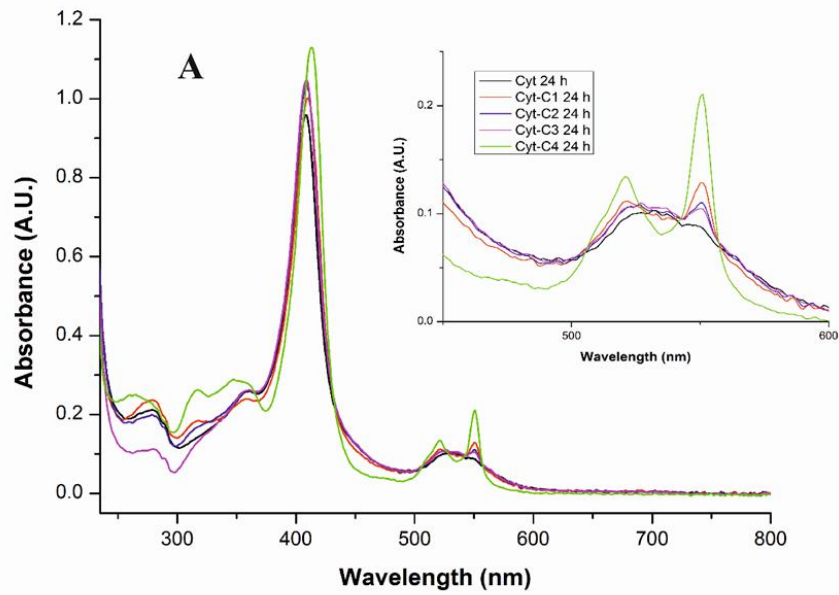 A
1.2
1.0
0.8
0.6
0.4
0.2
0.0
Absorbance (A.U.)
300 400 500 600 700 800
Wavelength (nm)
Cyt 24 h
Cyt-C1 24 h
Cyt-C2 24 h
Cyt-C3 24 h
Cyt-C4 24 h
0.2
0.1
0.0
Absorbance (A.U.)
500 600
Wavelength (nm)